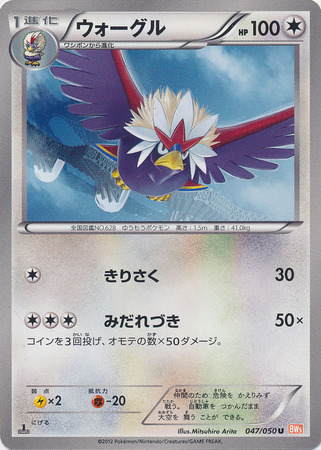 1進化 ウォーグル HP100
ワシボンから進化
全国図鑑NO.628 ゆうもうポケモン 高さ：1.5m 重さ：41.0kg
きりさく 30
みだれづき 50×
コインを3回投げ、オモテの数×50ダメージ。
弱点 抵抗力
×2 -20
にげる
仲間のため 危険を かえりみず
戦う。自動車を つかんだまま
大空を 舞う ことができる。
Illus.Mitsuhiro Arita 047/050 U BW5
©2012 Pokémon/Nintendo/Creatures/GAME FREAK.